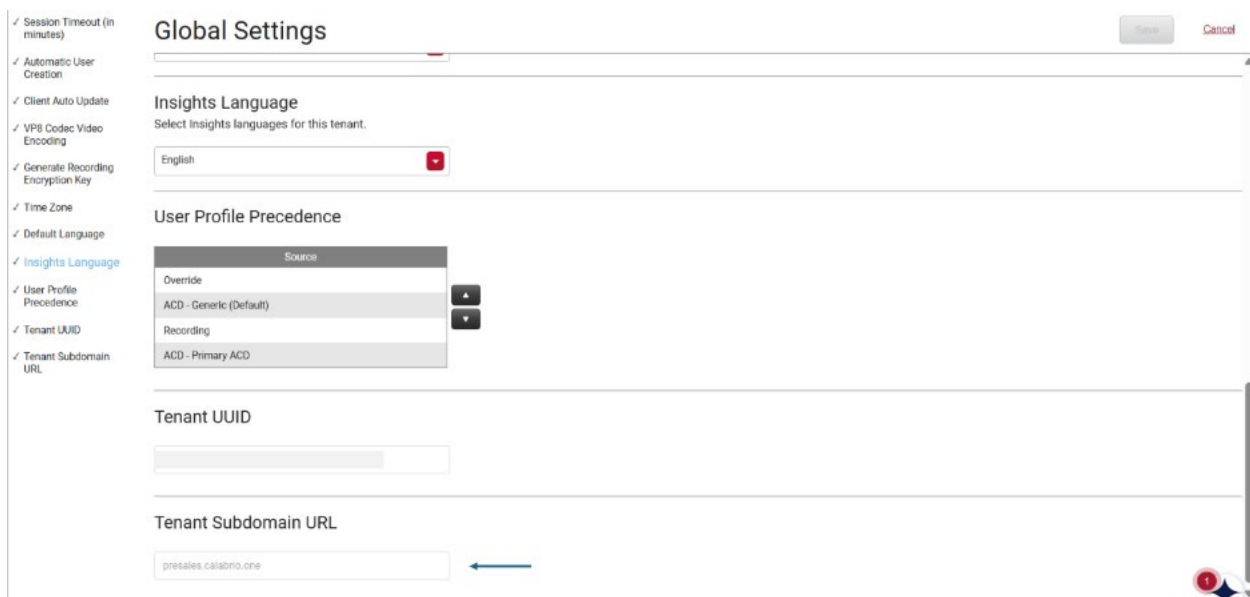 Session Timeout (in
minutes)
Automatic User
Creation
Client Auto Update
VP8 Codec Video
Encoding
Generate Recording
Encryption Key
Time Zone
Default Language
Insights Language
User Profile
Precedence
Tenant UUID
Tenant Subdomain
URL
Global Settings
Save
Cancel
Insights Language
Select Insights languages for this tenant.
English
User Profile Precedence
Source
Override
ACD - Generic (Default)
Recording
ACD - Primary ACD
Tenant UUID
Tenant Subdomain URL
presales.calabrio.one
1